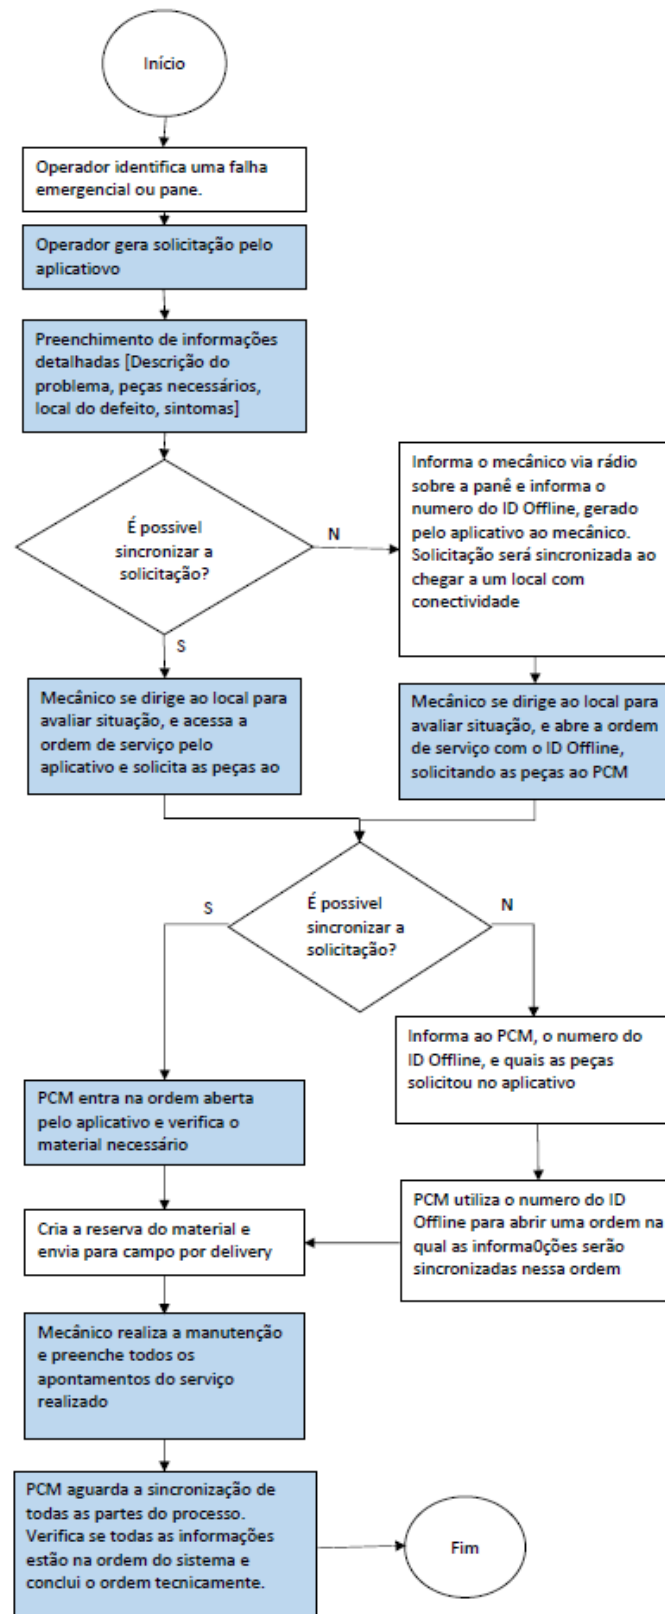 Início
Operador identifica uma falha
emergencial ou pane.
Operador gera solicitação pelo
aplicatiovo
Preenchimento de informações
detalhadas [Descrição do
problema, peças necessários,
local do defeito, sintomas]
É possivel
sincronizar a
solicitação?
N
Informa o mecânico via rádio
sobre a panê e informa o
numero do ID Offline, gerado
pelo aplicativo ao mecânico.
Solicitação será sincronizada ao
chegar a um local com
conectividade
S
Mecânico se dirige ao local para
avaliar situação, e acessa a
ordem de serviço pelo
aplicativo e solicita as peças ao
Mecânico se dirige ao local para
avaliar situação, e abre a ordem
de serviço com o ID Offline,
solicitando as peças ao PCM
É possivel
sincronizar a
solicitação?
S
N
Informa ao PCM, o numero do
ID Offline, e quais as peças
solicitou no aplicativo
PCM entra na ordem aberta
pelo aplicativo e verifica o
material necessário
PCM utiliza o numero do ID
Offline para abrir uma ordem na
qual as informa0ções serão
sincronizadas nessa ordem
Cria a reserva do material e
envia para campo por delivery
Mecânico realiza a manutenção
e preenche todos os
apontamentos do serviço
realizado
PCM aguarda a sincronização de
todas as partes do processo.
Verifica se todas as informações
estão na ordem do sistema e
conclui o ordem tecnicamente.
Fim